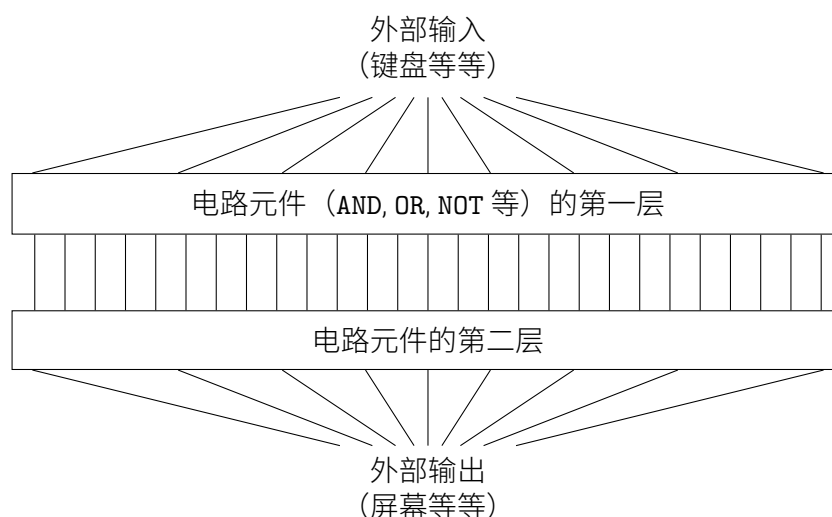 外部输入
（键盘等等）
电路元件（AND, OR, NOT 等）的第一层
电路元件的第二层
外部输出
（屏幕等等）